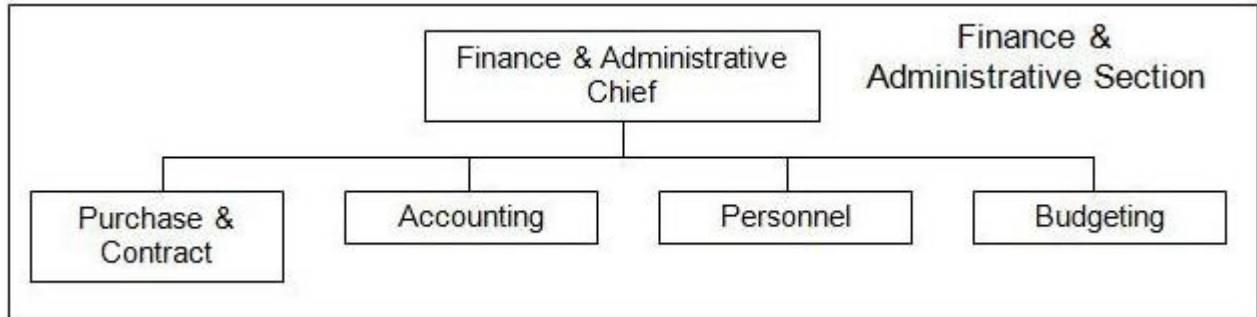 Finance &
Administrative Section
Finance & Administrative
Chief
Purchase &
Contract
Accounting
Personnel
Budgeting